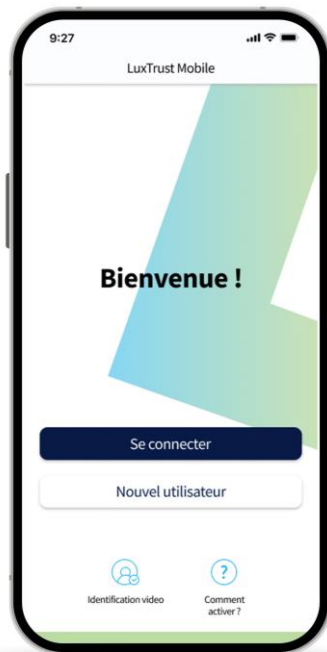 9:27
LuxTrust Mobile
Bienvenue !
Se connecter
Nouvel utilisateur
Identification video
Comment
activer ?